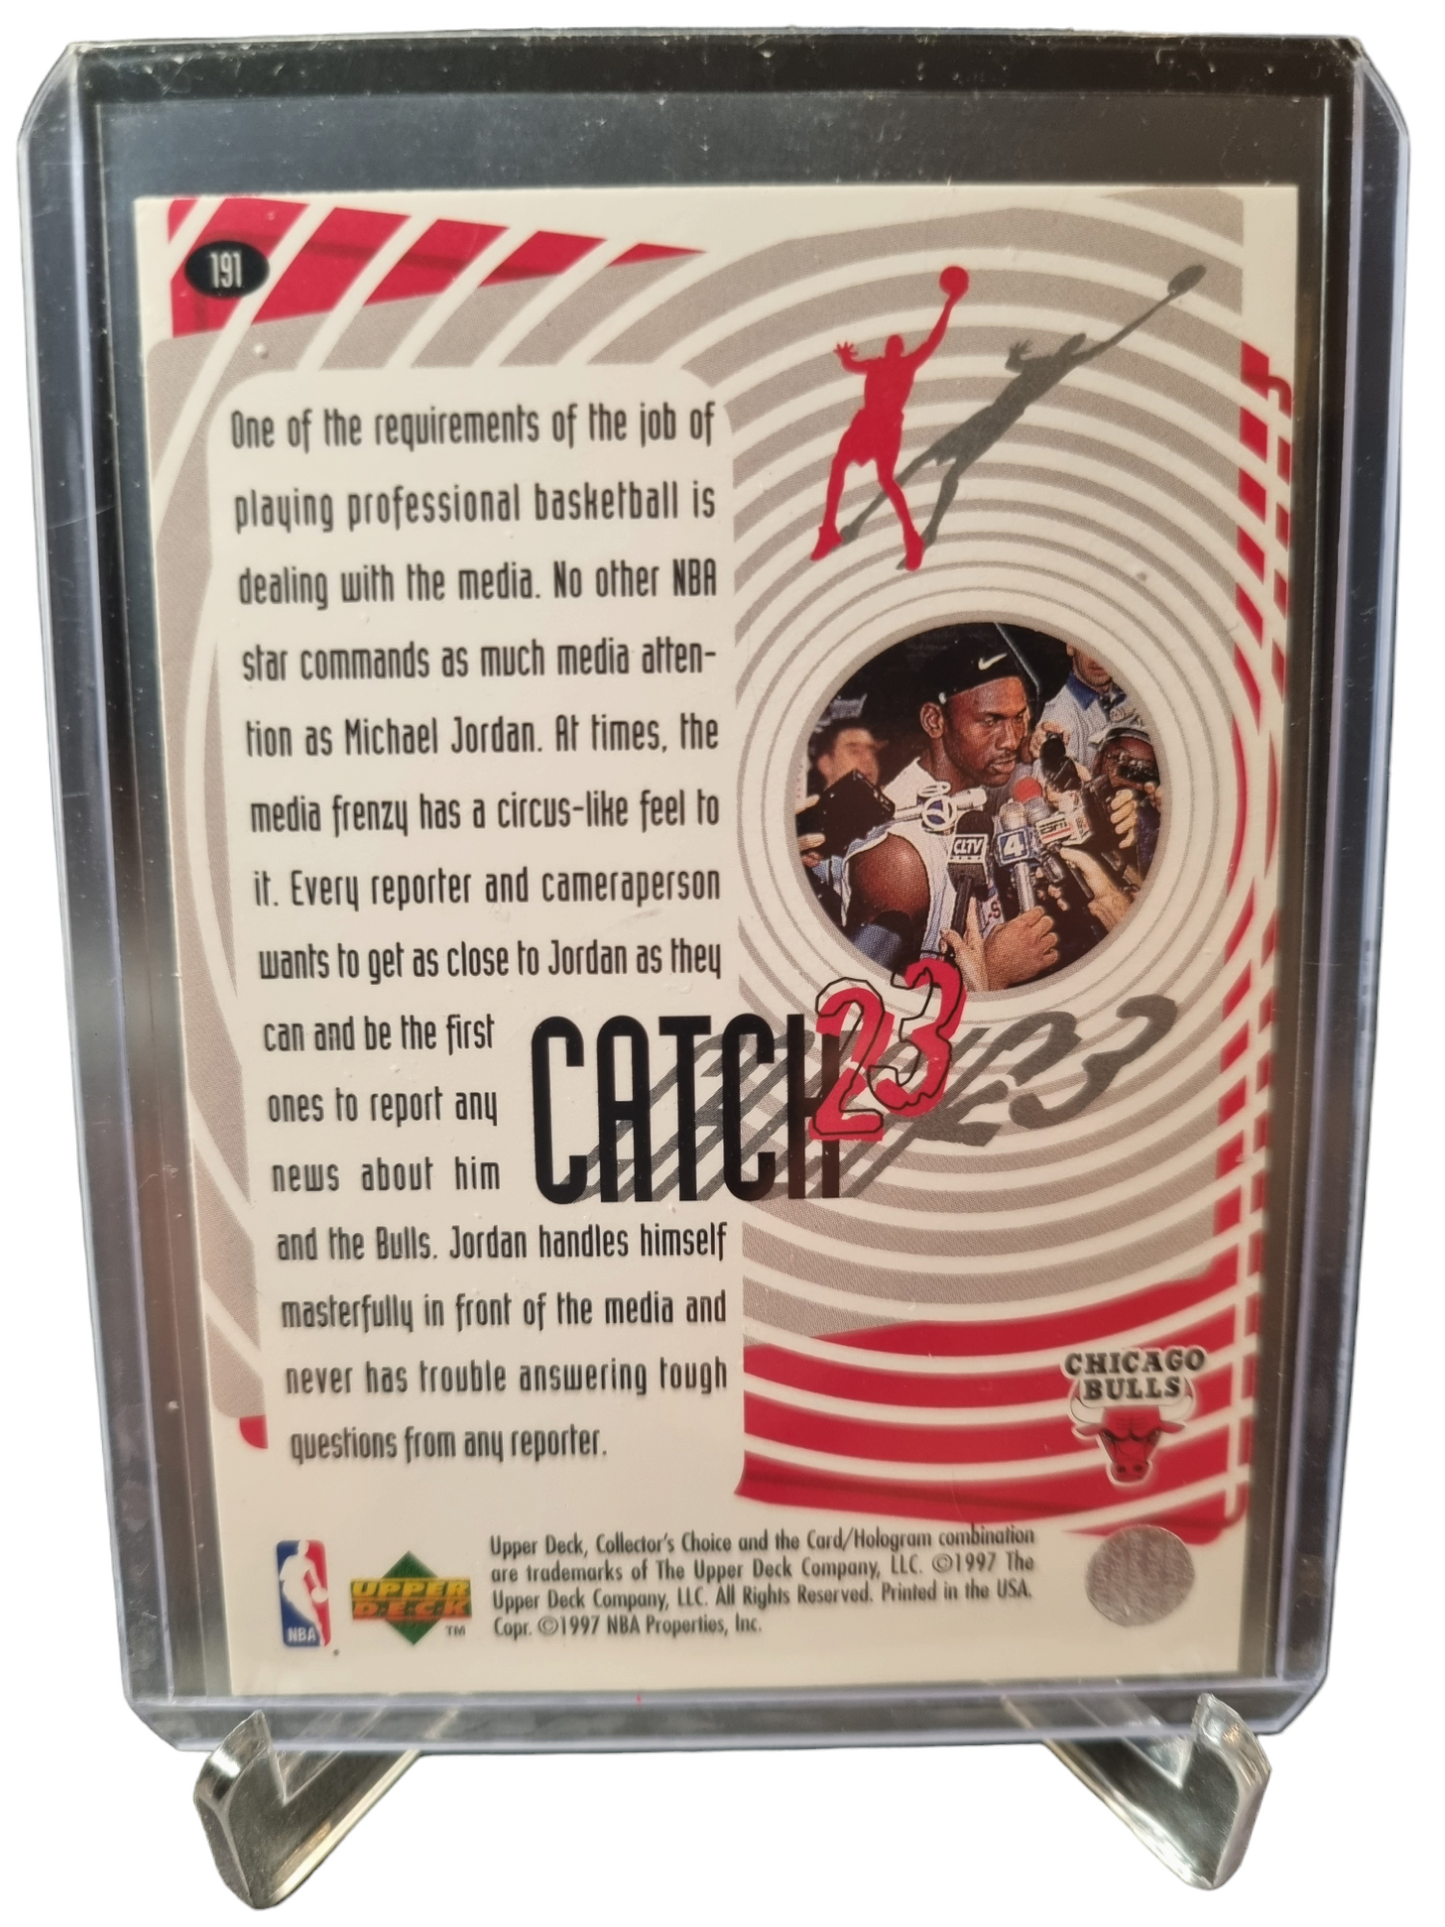 191
One of the requirements of the job of
playing professional basketball is
dealing with the media. No other NBA
star commands as much media atten-
tion as Michael Jordan. At times, the
media frenzy has a circus-like feel to
it. Every reporter and cameraperson
wants to get as close to Jordan as they
can and be the first
ones to report any
news about him
and the Bulls. Jordan handles himself
masterfully in front of the media and
never has trouble answering tough
questions from any reporter.
CLTV
4
ESPN
CATCH 23
23
CHICAGO
BULLS
NBA
UPPER
DECK
TM
Upper Deck, Collector's Choice and the Card/Hologram combination
are trademarks of The Upper Deck Company, LLC. ©1997 The
Upper Deck Company, LLC. All Rights Reserved. Printed in the USA.
Copr. ©1997 NBA Properties, Inc.